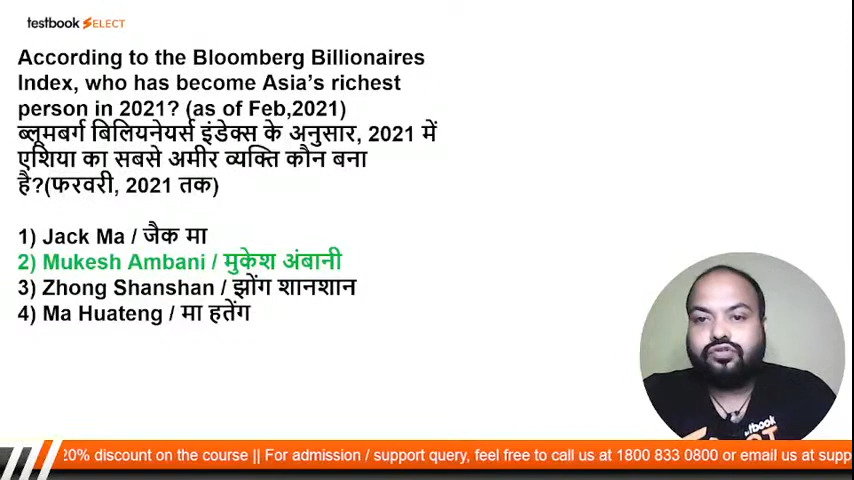 testbook SELECT
According to the Bloomberg Billionaires
Index, who has become Asia's richest
person in 2021? (as of Feb,2021)
ब्लूमबर्ग बिलियनेयर्स इंडेक्स के अनुसार, 2021 में
एशिया का सबसे अमीर व्यक्ति कौन बना
है?(फरवरी, 2021 तक)
1) Jack Ma / जैक मा
2) Mukesh Ambani / मुकेश अंबानी
3) Zhong Shanshan / झोंग शानशान
4) Ma Huateng / मा हतेंग
20% discount on the course || For admission / support query, feel free to call us at 1800 833 0800 or email us at supp